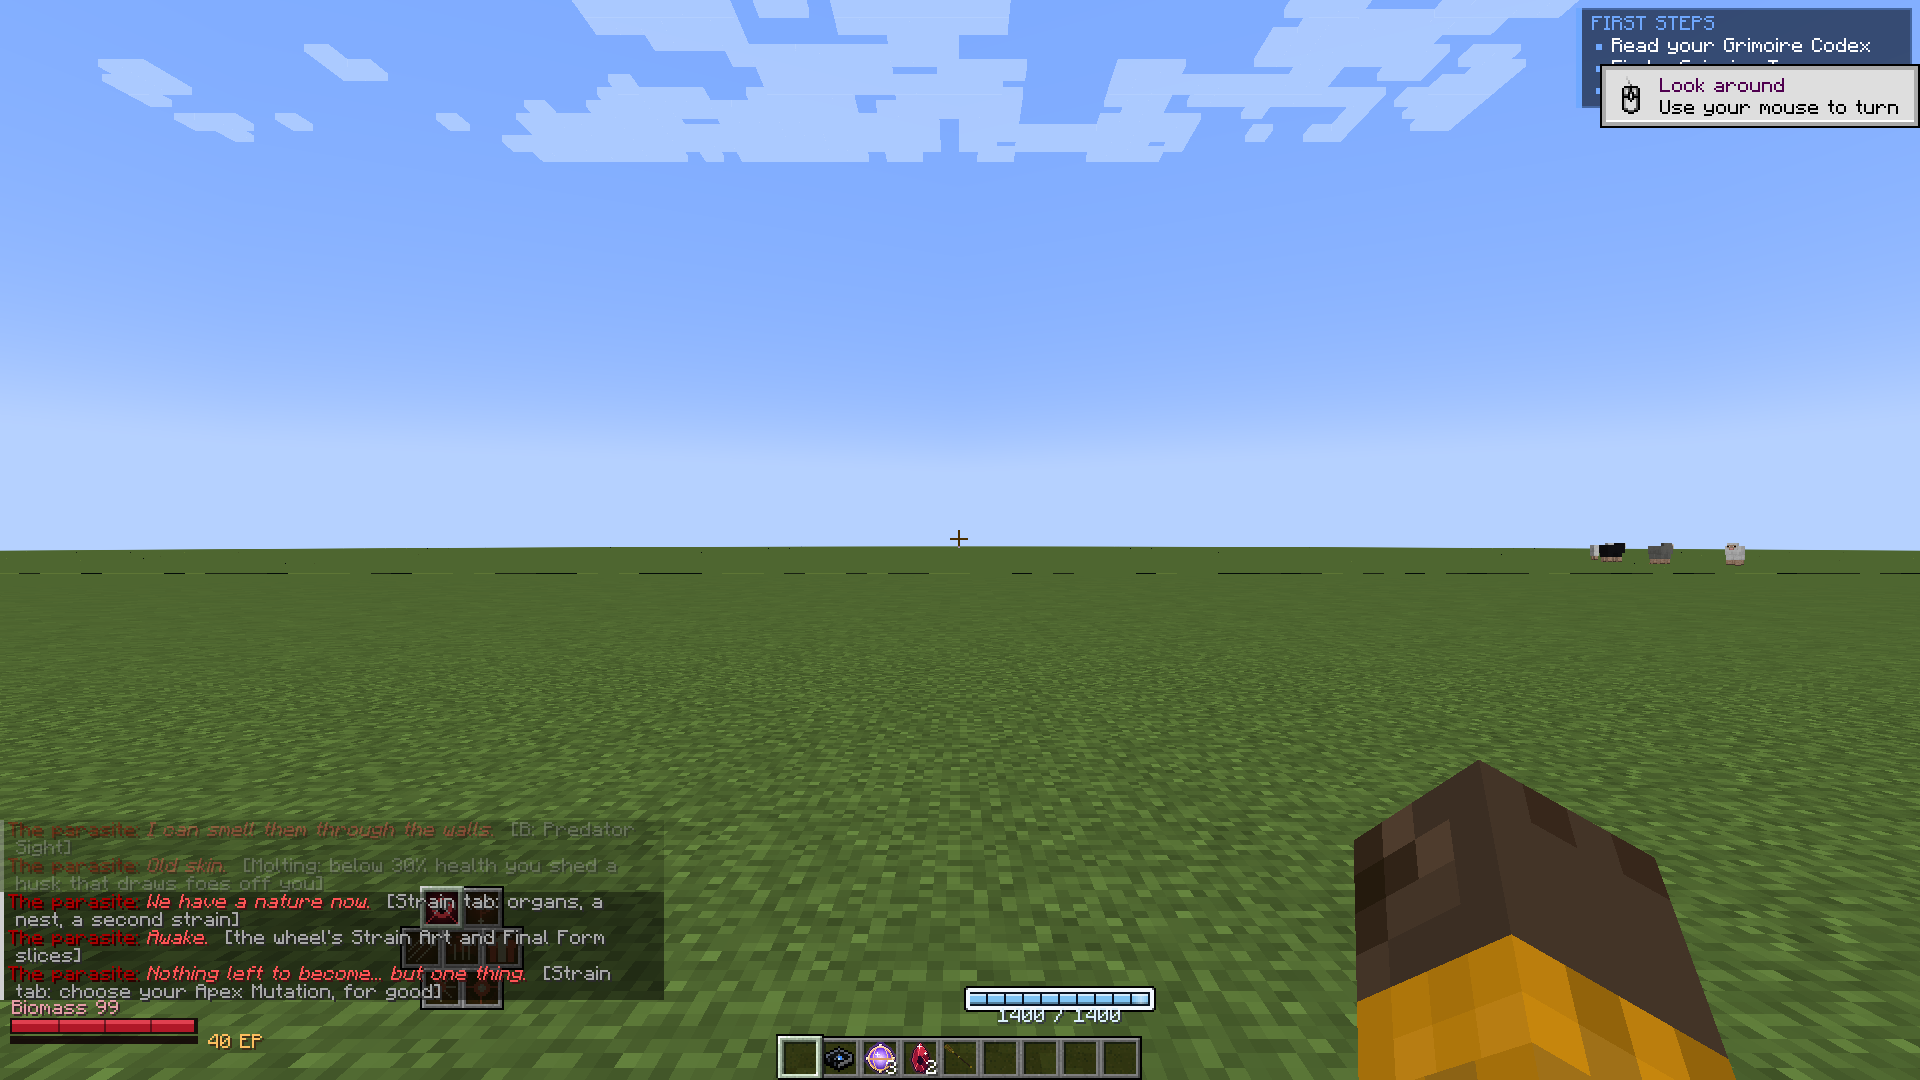 FIRST STEPS
Read your Grimoire Codex
Look around
Use your mouse to turn
The parasite: I can smell them through the walls. [B: Predator
Sight]
The parasite: Old skin. [Molting: below 30% health you shed a
husk that draws foes off you]
The parasite: We have a nature now. [Strain tab: organs, a
nest, a second strain]
The parasite: Awake. [the wheel's Strain Art and Final Form
slices]
The parasite: Nothing left to become... but one thing. [Strain
tab: choose your Apex Mutation, for good]
Biomass 99
40 EP
1400 / 1400
3
2